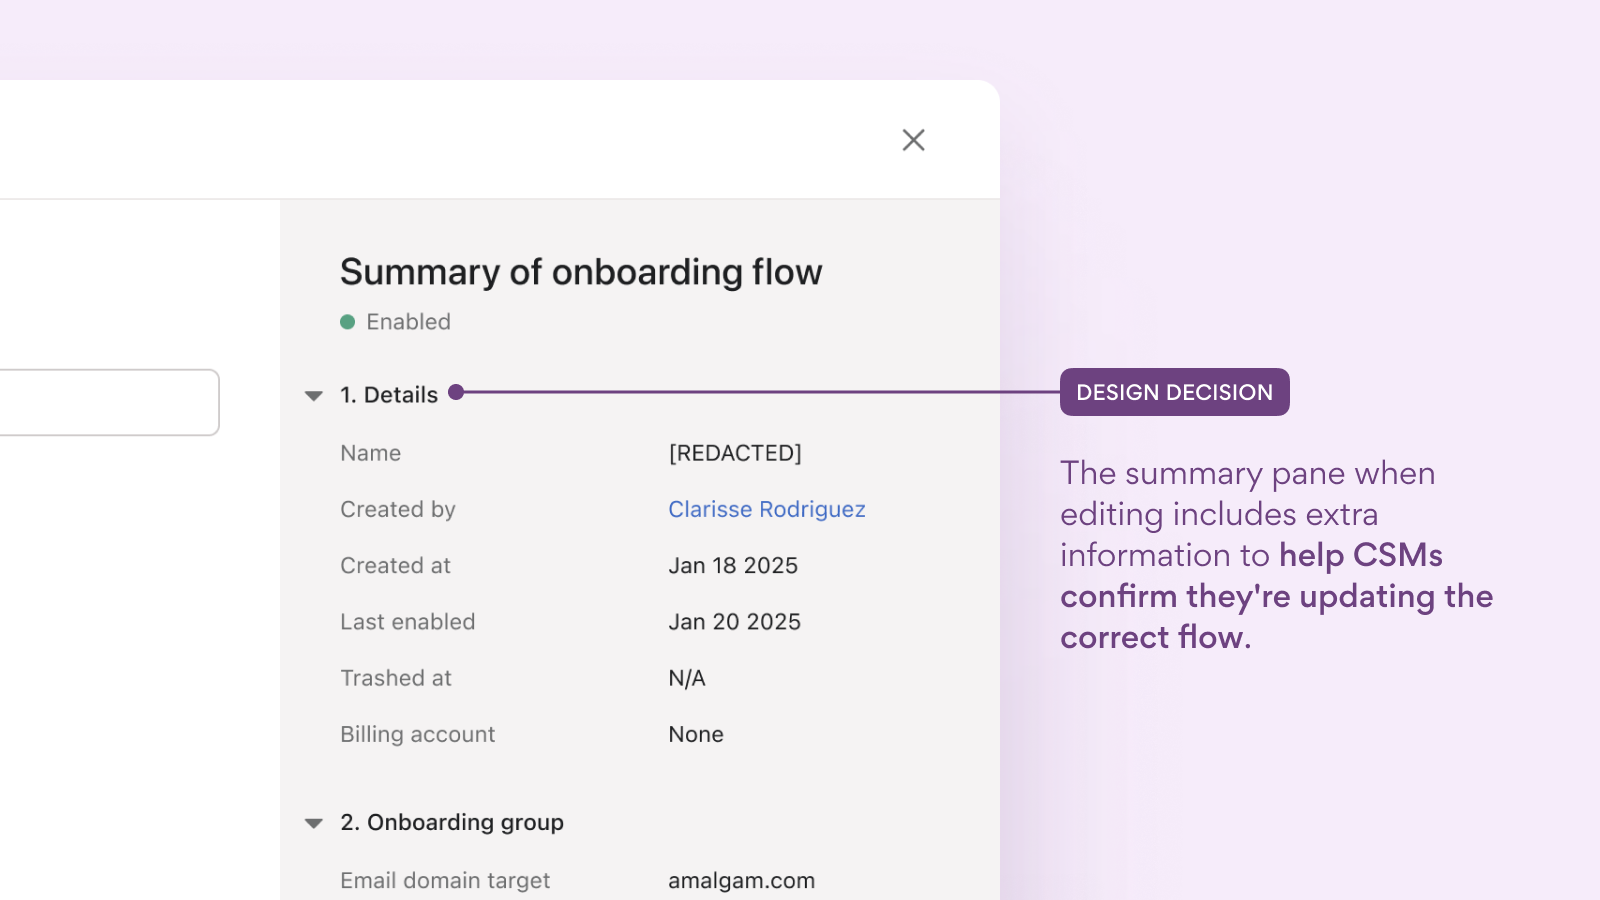 Summary of onboarding flow
Enabled
1. Details
Name [REDACTED]
Created by Clarisse Rodriguez
Created at Jan 18 2025
Last enabled Jan 20 2025
Trashed at N/A
Billing account None
2. Onboarding group
Email domain target amalgam.com
DESIGN DECISION
The summary pane when
editing includes extra
information to help CSMs
confirm they're updating the
correct flow.